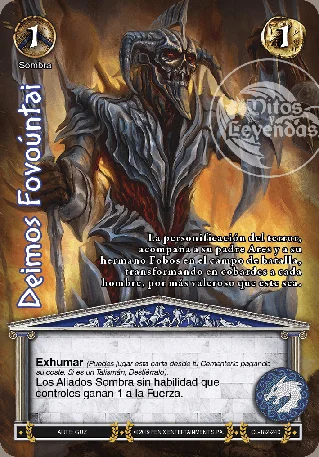 1
1
Sombra
Mitos y
Leyendas
Deimos Fovoúntai
La personificación del terror,
acompaña a su padre Ares y a su
hermano Fobos en el campo de batalla,
transformando en cobardes a cada
hombre, por más valeroso que este sea.
Exhumar (Puedes jugar esta carta desde tu Cementerio pagando
su coste. Si es un Talismán, Destiérralo).
Los Aliados Sombra sin habilidad que
controles ganan 1 a la Fuerza.